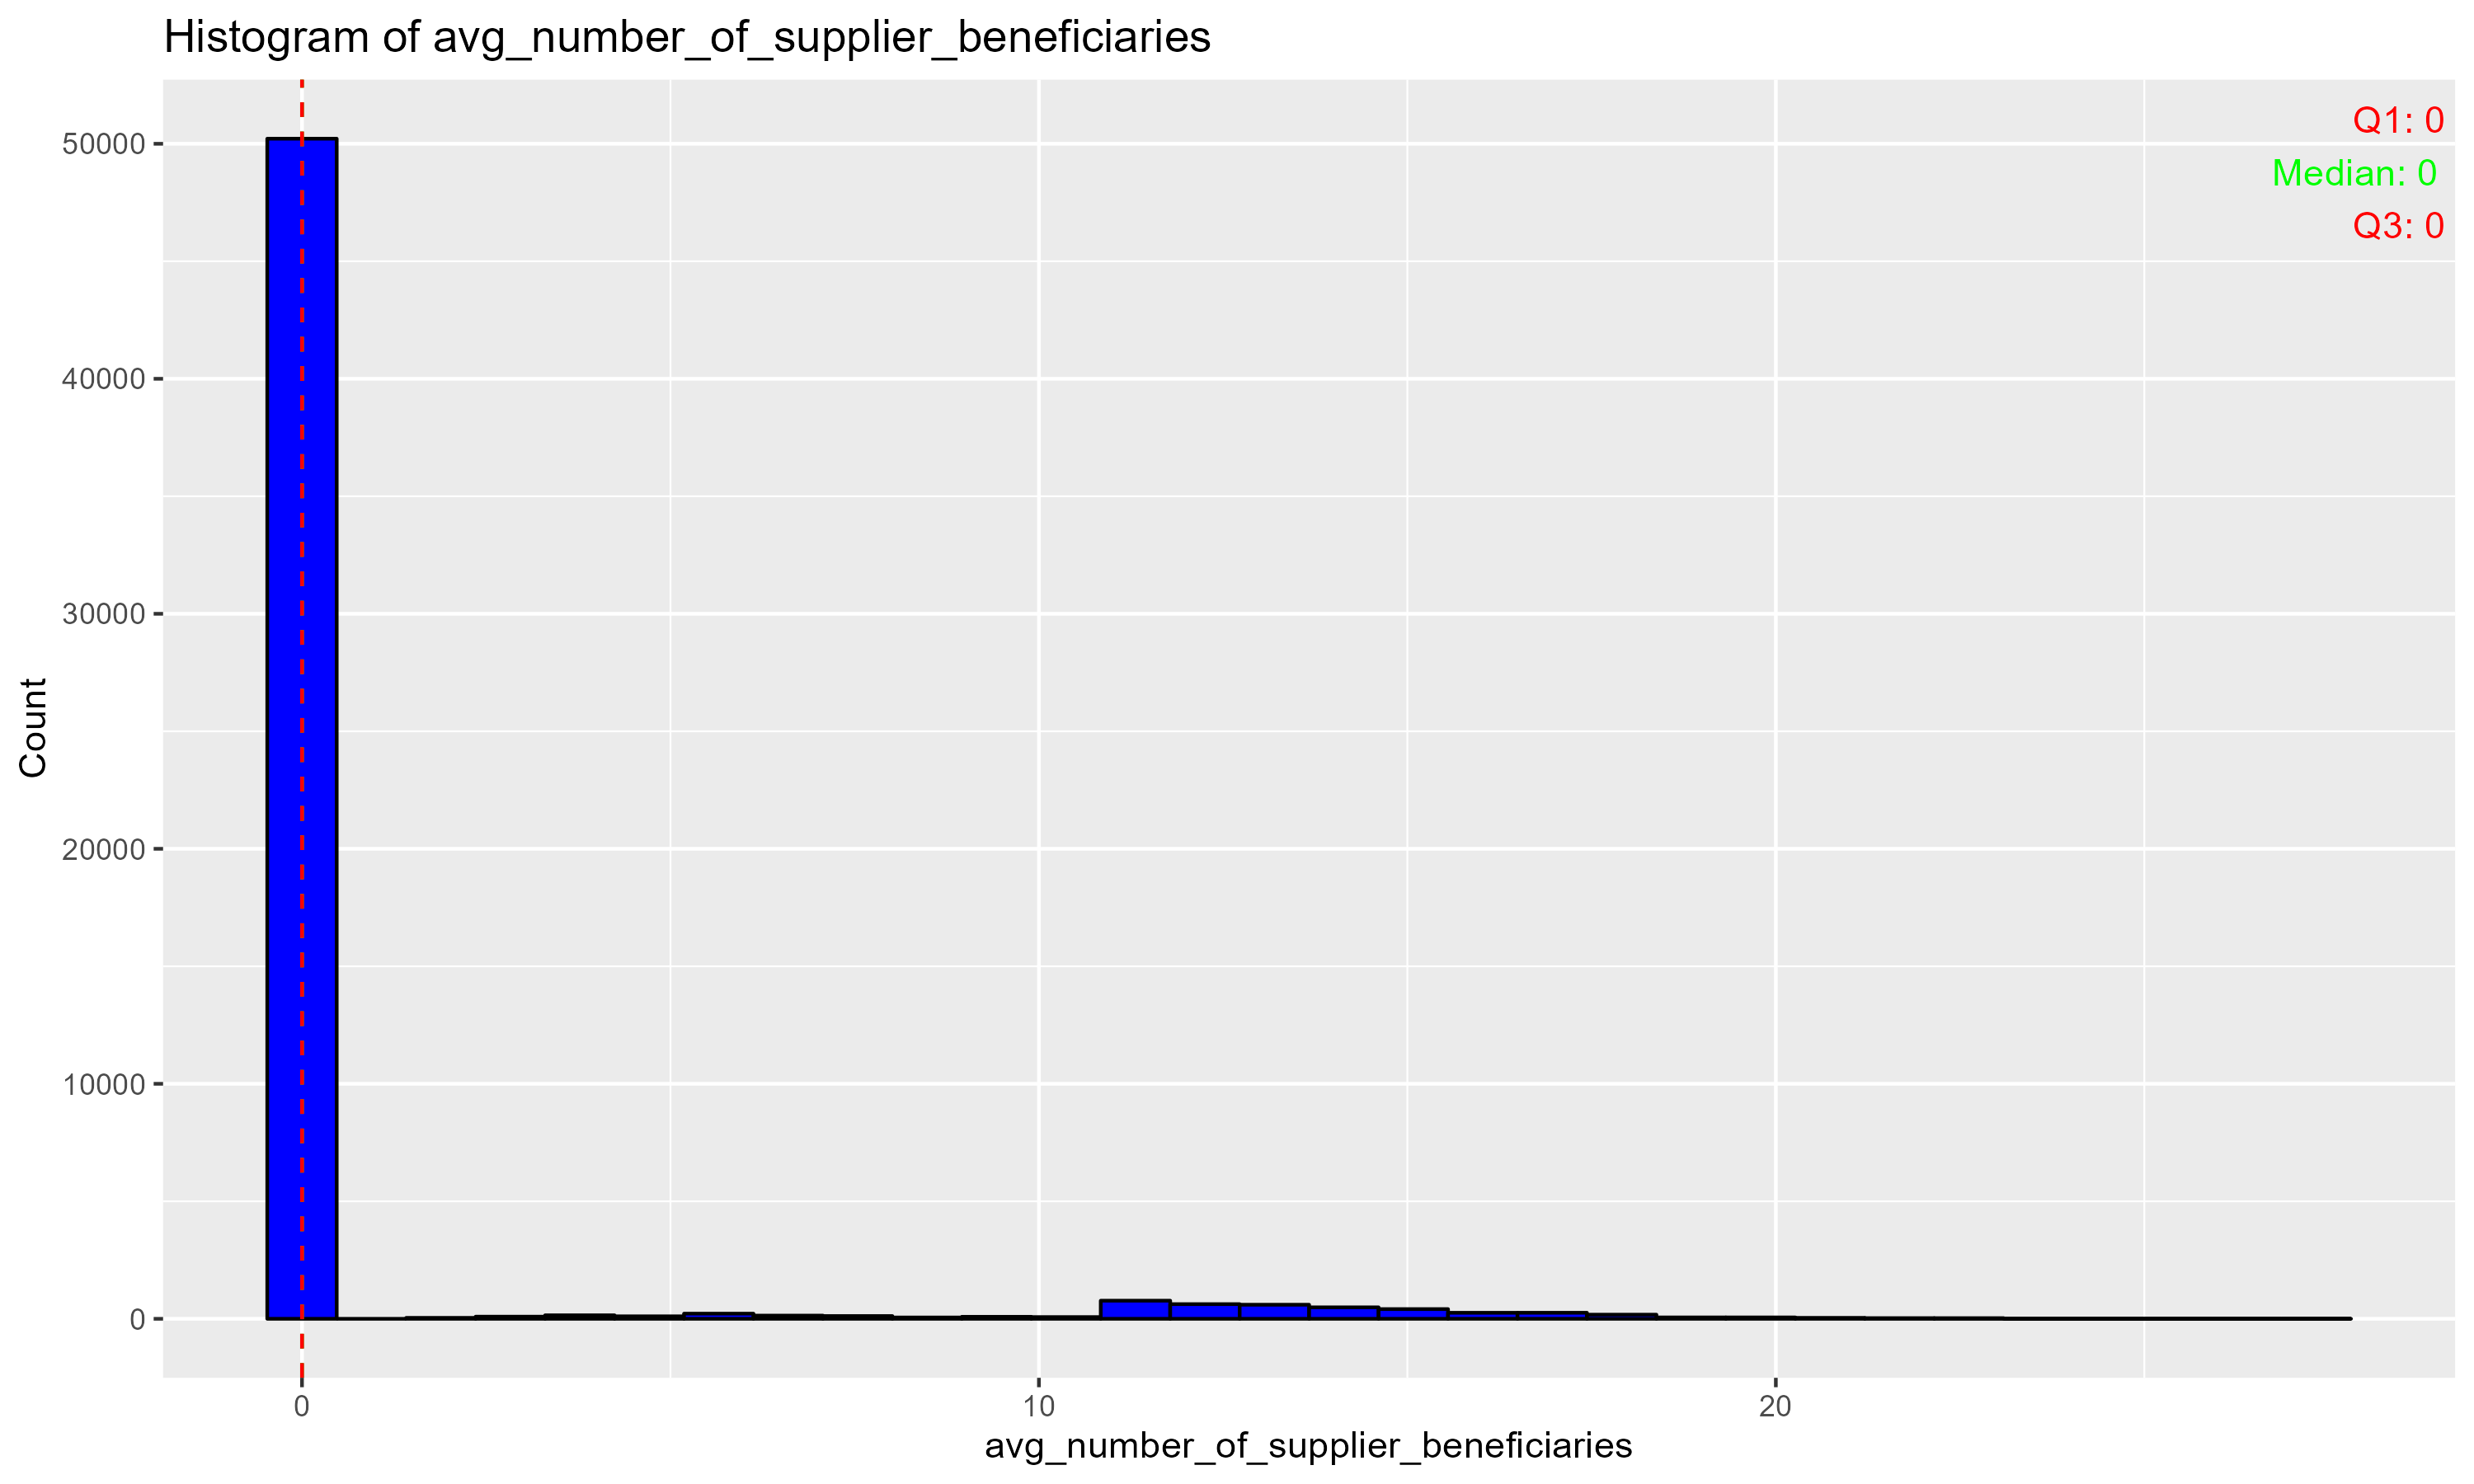 Histogram of avg_number_of_supplier_beneficiaries
Q1: 0
Median: 0
Q3: 0
50000
40000
30000
20000
10000
0
Count
0 10 20
avg_number_of_supplier_beneficiaries